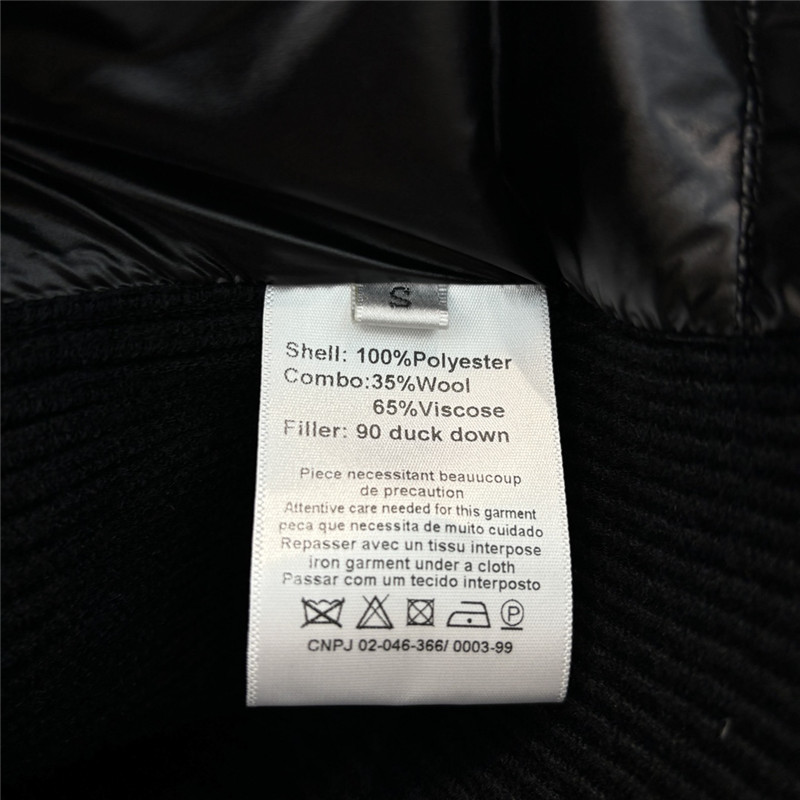 S
Shell: 100%Polyester
Combo:35%Wool
65%Viscose
Filler: 90 duck down
Piece necessitant beauucoup
de precaution
Attentive care needed for this garment
peca que necessita de muito cuidado
Repasser avec un tissu interpose
iron garment under a cloth
Passar com um tecido interposto
P
CNPJ 02-046-366/ 0003-99